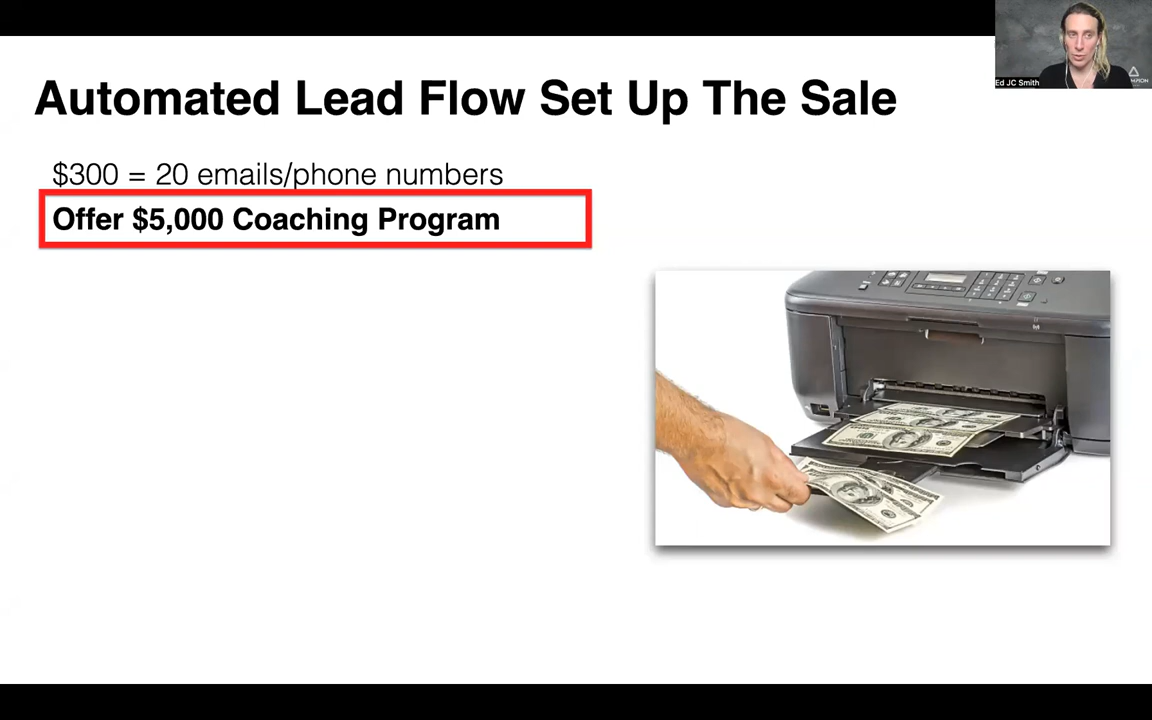 Automated Lead Flow Set Up The Sale
$300 = 20 emails/phone numbers
Offer $5,000 Coaching Program
Ed JC Smith